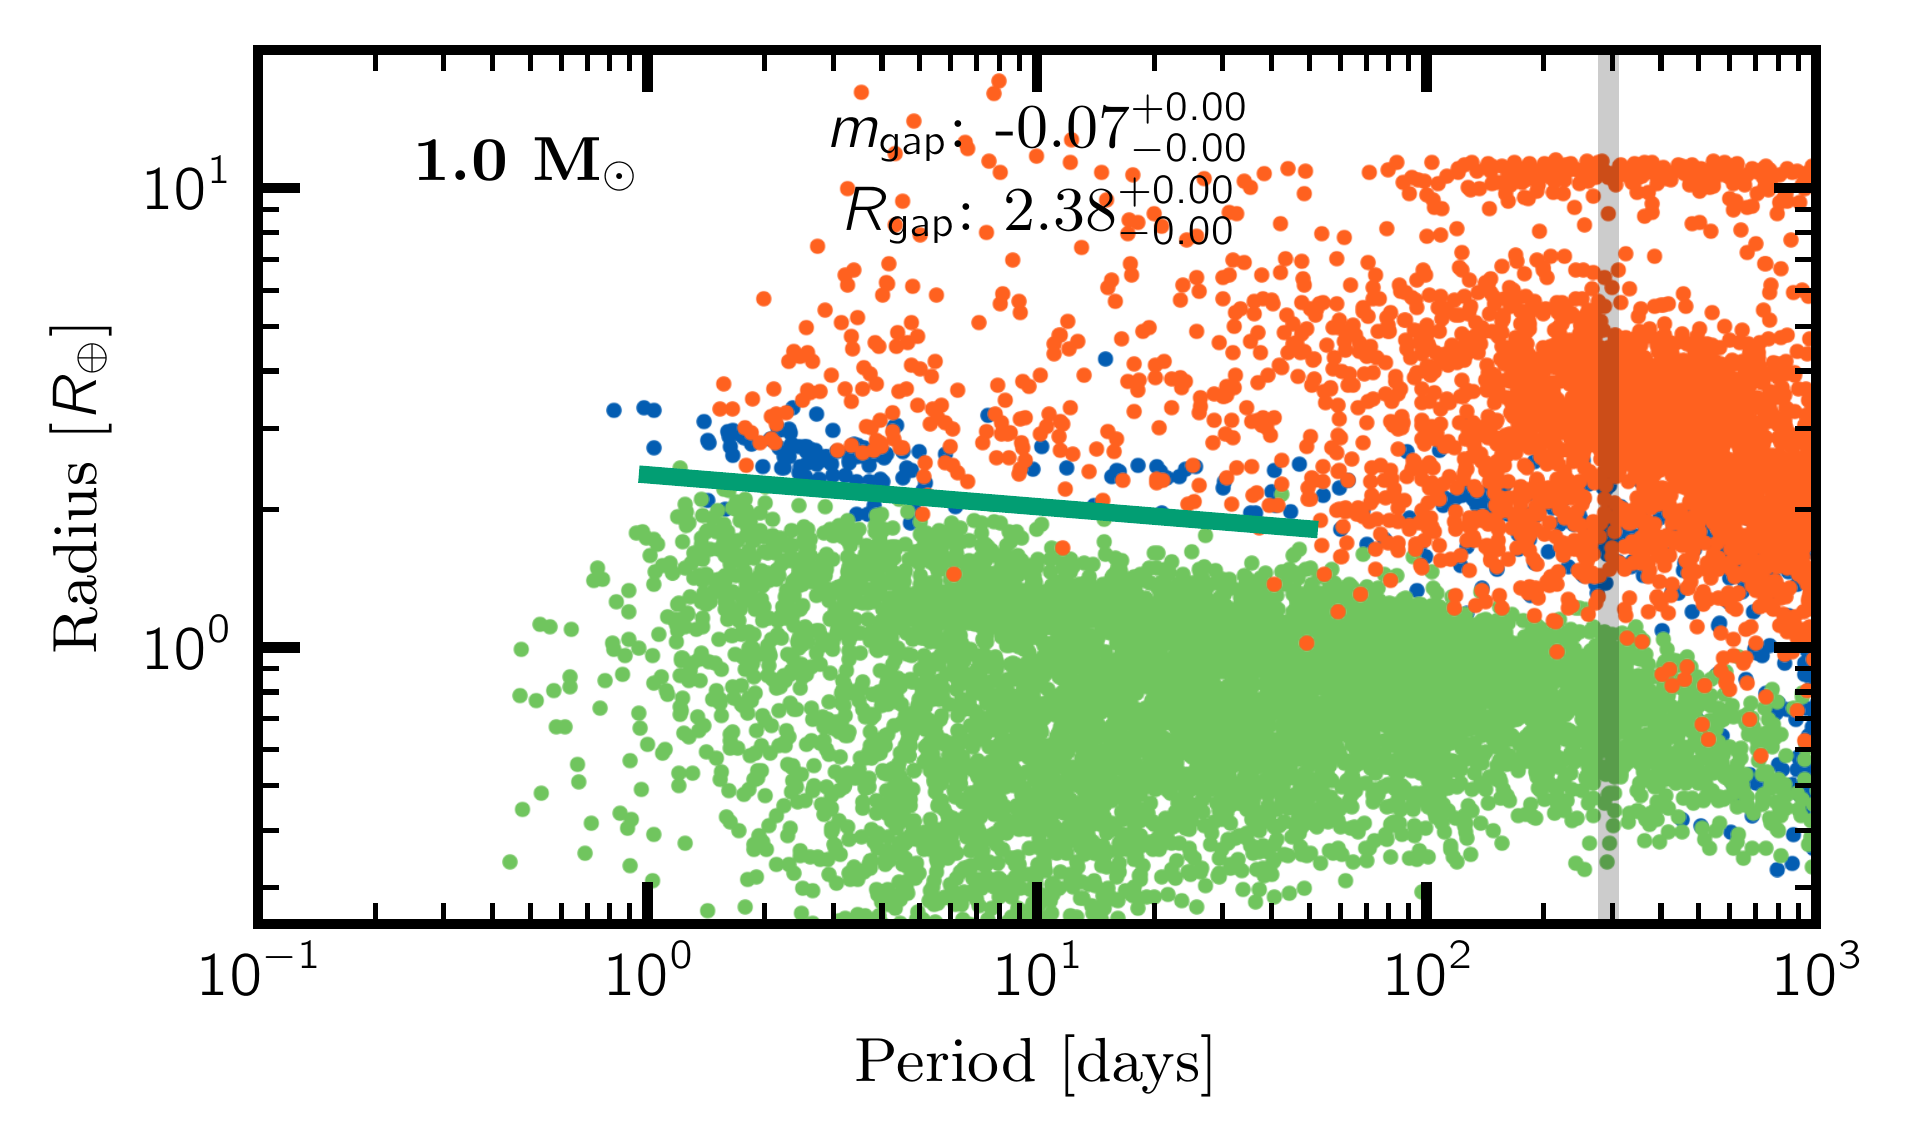 1.0 M⊙
m_gap: -0.07^{+0.00}_{-0.00}
R_gap: 2.38^{+0.00}_{-0.00}
10^1
10^0
Radius [R⊕]
10^{-1} 10^0 10^1 10^2 10^3
Period [days]